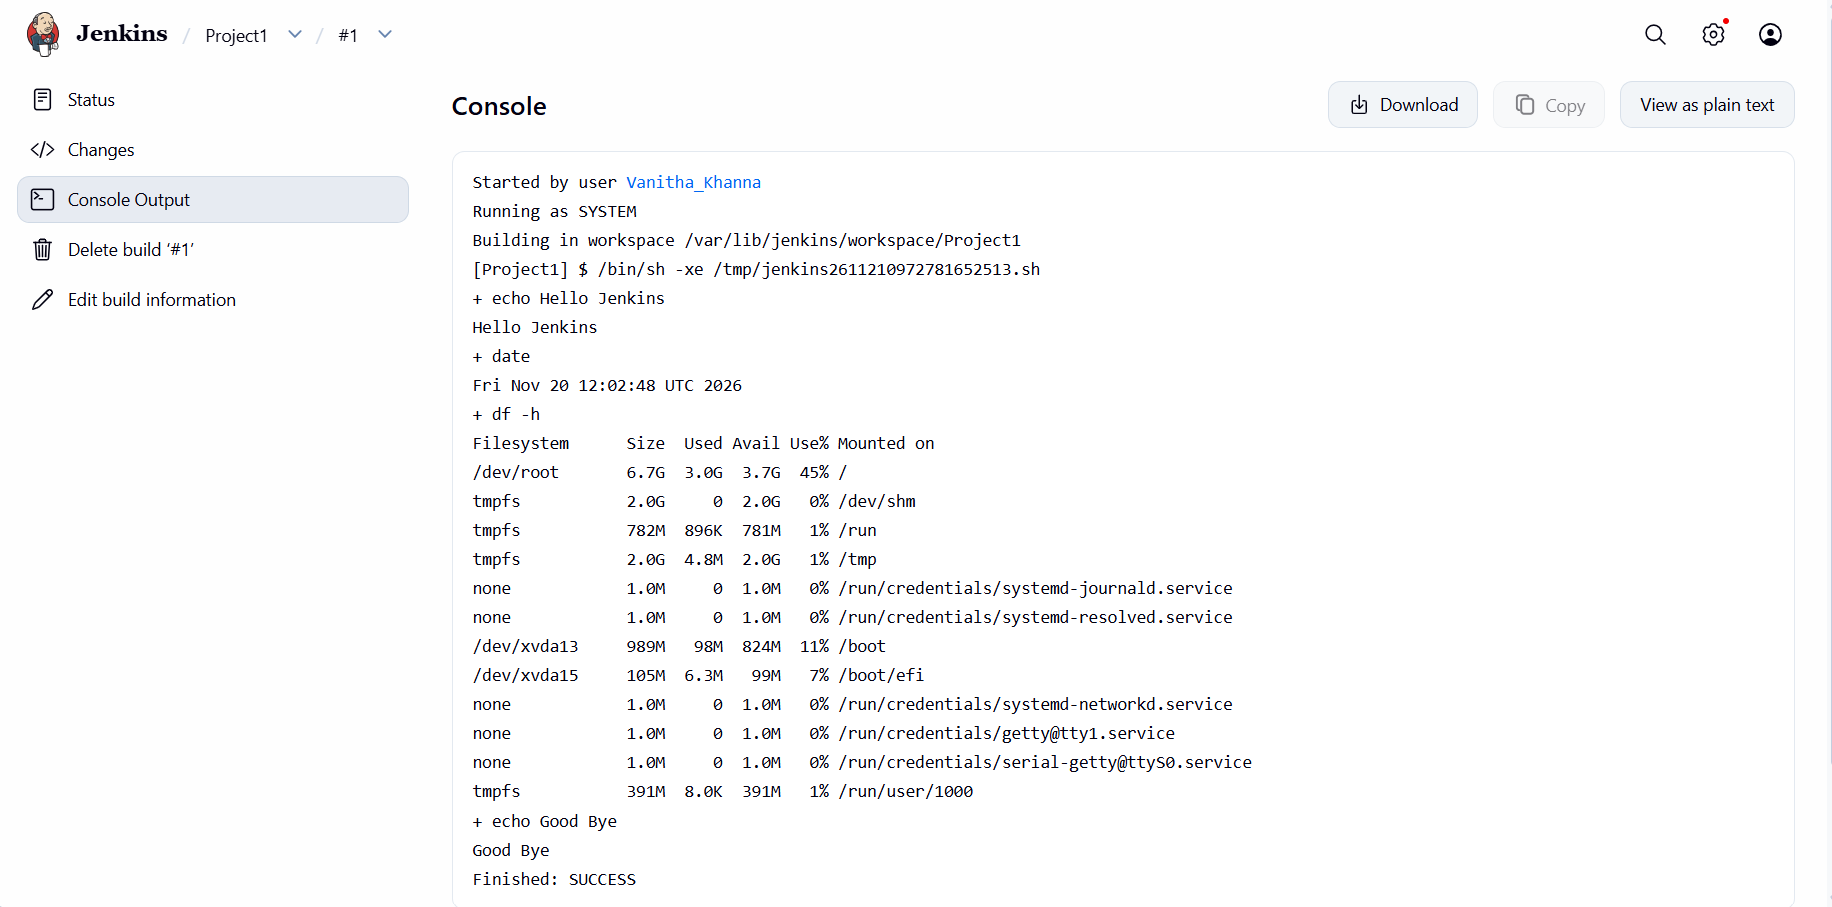 Jenkins / Project1 / #1
Status
Changes
Console Output
Delete build ‘#1’
Edit build information
Console
Download
Copy
View as plain text
Started by user Vanitha_Khanna
Running as SYSTEM
Building in workspace /var/lib/jenkins/workspace/Project1
[Project1] $ /bin/sh -xe /tmp/jenkins2611210972781652513.sh
+ echo Hello Jenkins
Hello Jenkins
+ date
Fri Nov 20 12:02:48 UTC 2026
+ df -h
Filesystem      Size  Used Avail Use% Mounted on
/dev/root       6.7G  3.0G  3.7G  45% /
tmpfs           2.0G     0  2.0G   0% /dev/shm
tmpfs           782M  896K  781M   1% /run
tmpfs           2.0G  4.8M  2.0G   1% /tmp
none            1.0M     0  1.0M   0% /run/credentials/systemd-journald.service
none            1.0M     0  1.0M   0% /run/credentials/systemd-resolved.service
/dev/xvda13     989M   98M  824M  11% /boot
/dev/xvda15     105M  6.3M   99M   7% /boot/efi
none            1.0M     0  1.0M   0% /run/credentials/systemd-networkd.service
none            1.0M     0  1.0M   0% /run/credentials/getty@tty1.service
none            1.0M     0  1.0M   0% /run/credentials/serial-getty@ttyS0.service
tmpfs           391M  8.0K  391M   1% /run/user/1000
+ echo Good Bye
Good Bye
Finished: SUCCESS